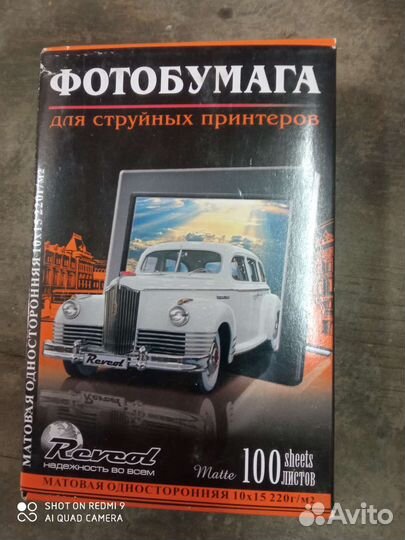 ФОТОБУМАГА
для струйных принтеров
МАТОВАЯ ОДНОСТОРОННЯЯ 10x15 220г/м2
Revcol
Revcol
надежность во всем
Matte
100 sheets
листов
МАТОВАЯ ОДНОСТОРОННЯЯ 10x15 220г/м2
SHOT ON REDMI 9
AI QUAD CAMERA
Avito